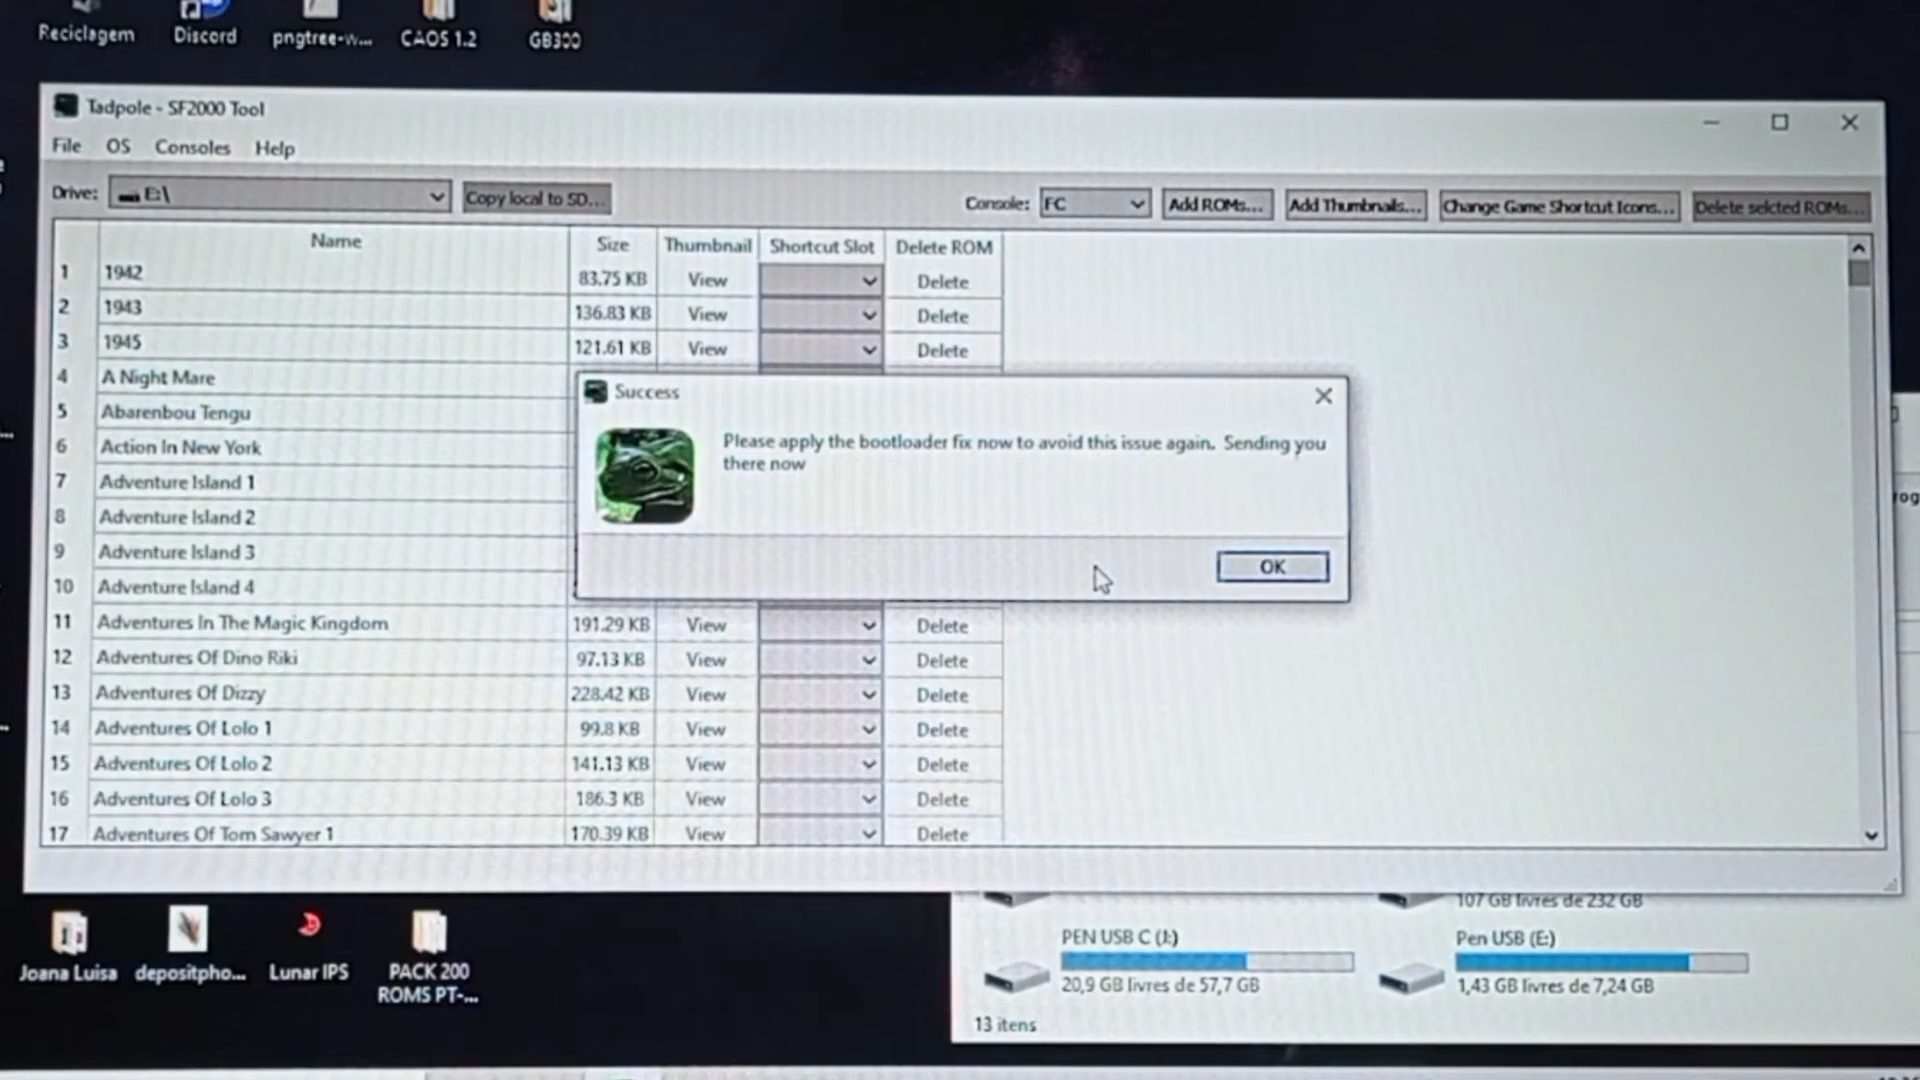 Reciclagem Discord pngtree-w... CAOS 1.2 GB300
Tadpole - SF2000 Tool
File OS Consoles Help
Drive: E:\ Copy local to SD... Console: FC Add ROMs... Add Thumbnails... Change Game Shortcut Icons... Delete selcted ROMs...
Name Size Thumbnail Shortcut Slot Delete ROM
1 1942 83.75 KB View Delete
2 1943 136.83 KB View Delete
3 1945 121.61 KB View Delete
4 A Night Mare
5 Abarenbou Tengu
6 Action In New York
7 Adventure Island 1
8 Adventure Island 2
9 Adventure Island 3
10 Adventure Island 4
Success
Please apply the bootloader fix now to avoid this issue again. Sending you
there now
OK
11 Adventures In The Magic Kingdom 191.29 KB View Delete
12 Adventures Of Dino Riki 97.13 KB View Delete
13 Adventures Of Dizzy 228.42 KB View Delete
14 Adventures Of Lolo 1 99.8 KB View Delete
15 Adventures Of Lolo 2 141.13 KB View Delete
16 Adventures Of Lolo 3 186.3 KB View Delete
17 Adventures Of Tom Sawyer 1 170.39 KB View Delete
107 GB livres de 232 GB
PEN USB C (I:) Pen USB (E:)
20,9 GB livres de 57,7 GB 1,43 GB livres de 7,24 GB
13 itens
Joana Luisa depositpho... Lunar IPS PACK 200
ROMS PT-...